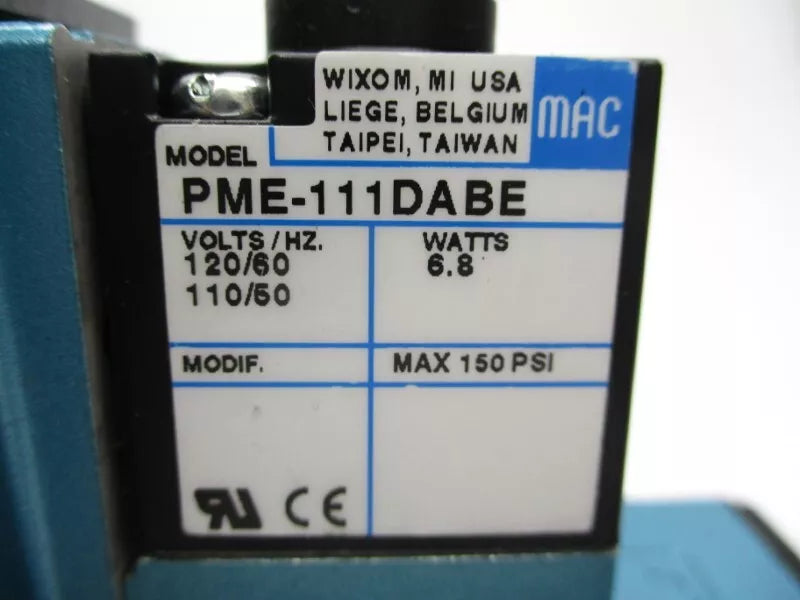 WIXOM, MI USA
LIEGE, BELGIUM
TAIPEI, TAIWAN
MAC
MODEL
PME-111DABE
VOLTS/HZ.
120/60
110/50
WATTS
6.8
MODIF.
MAX 150 PSI
RU
CE